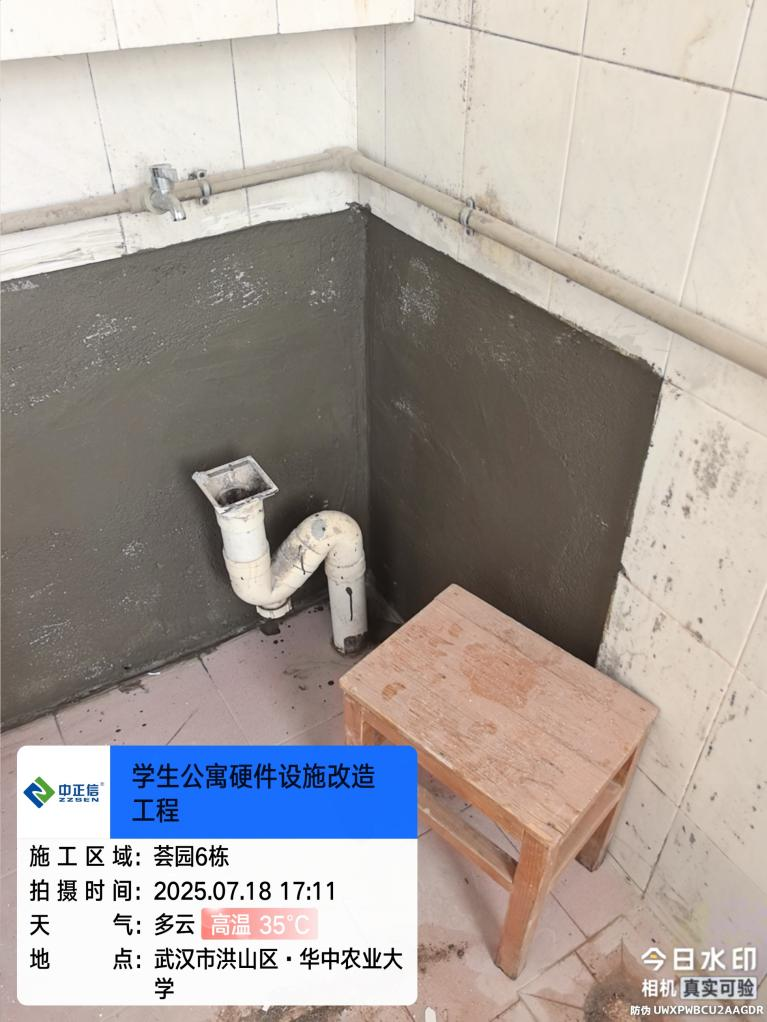 中正信®
ZZSEN
学生公寓硬件设施改造
工程
施工区域：荟园6栋
拍摄时间：2025.07.18 17:11
天气：多云 高温 35°C
地点：武汉市洪山区·华中农业大
学
今日水印
相机 真实可验
防伪 UWXPWBCU2AAGDR